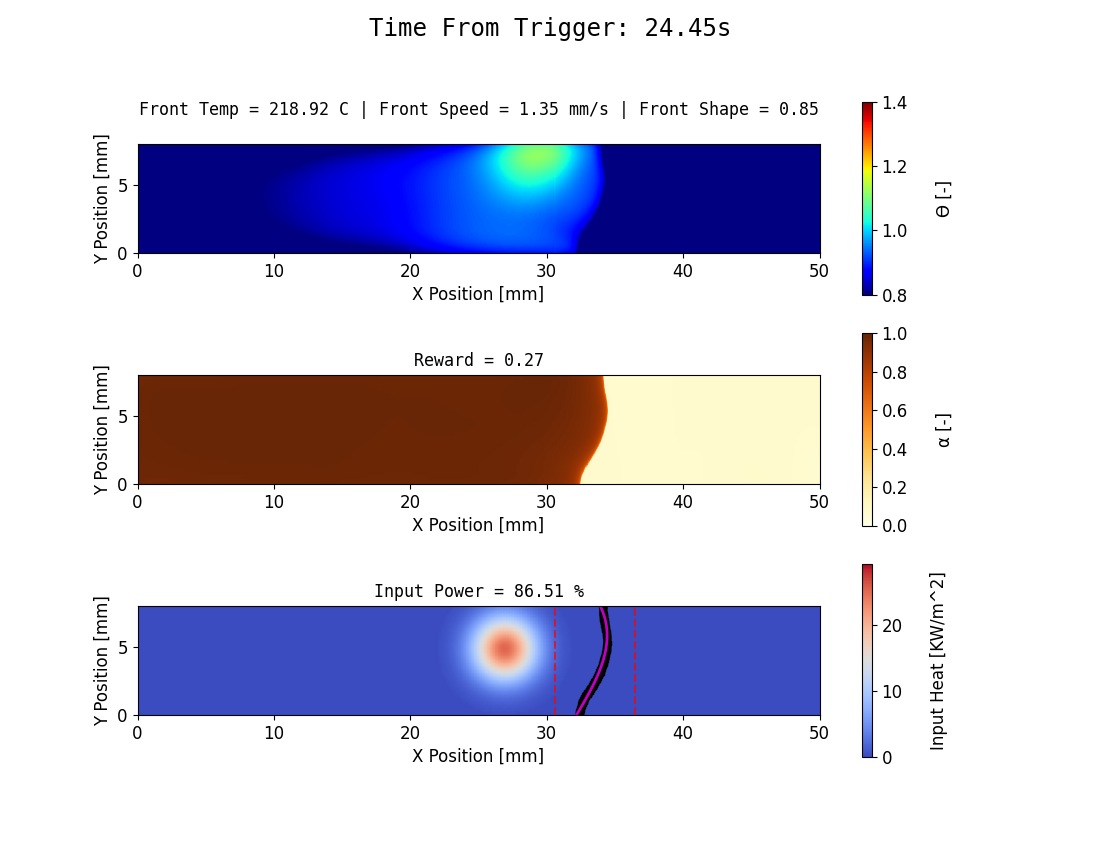 Time From Trigger: 24.45s
Front Temp = 218.92 C | Front Speed = 1.35 mm/s | Front Shape = 0.85
Y Position [mm]
5
0
0 10 20 30 40 50
X Position [mm]
1.4
1.2
1.0
0.8
Θ [-]
Reward = 0.27
Y Position [mm]
5
0
0 10 20 30 40 50
X Position [mm]
1.0
0.8
0.6
0.4
0.2
0.0
α [-]
Input Power = 86.51 %
Y Position [mm]
5
0
0 10 20 30 40 50
X Position [mm]
20
10
0
Input Heat [KW/m^2]